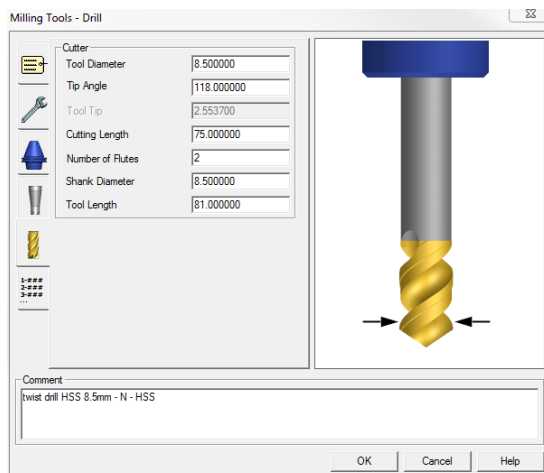 Milling Tools - Drill
Cutter
Tool Diameter 8.500000
Tip Angle 118.000000
Tool Tip 2.553700
Cutting Length 75.000000
Number of Flutes 2
Shank Diameter 8.500000
Tool Length 81.000000
1-###
2-###
3-###
...
Comment
twist drill HSS 8.5mm - N - HSS
OK Cancel Help